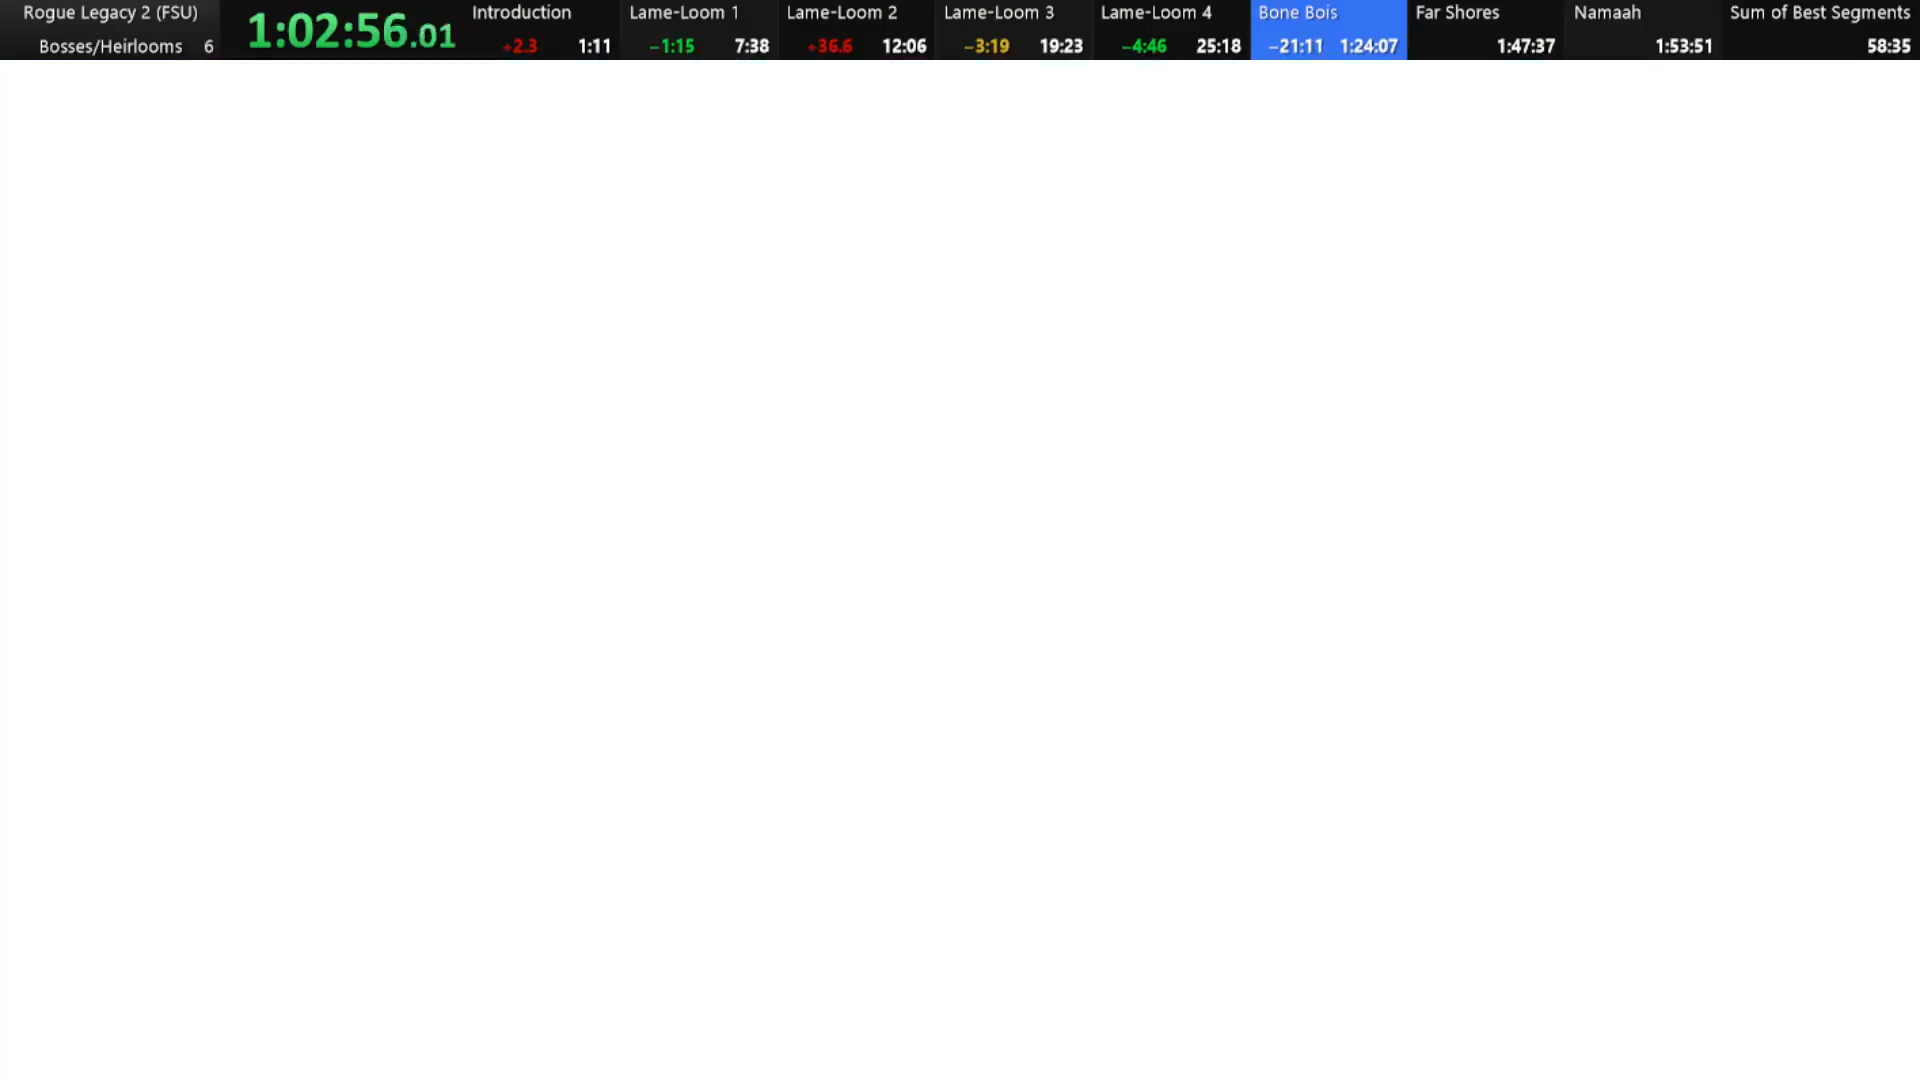 Rogue Legacy 2 (FSU)
Bosses/Heirlooms 6
1:02:56.01
Introduction
+2.3 1:11
Lame-Loom 1
−1:15 7:38
Lame-Loom 2
+36.6 12:06
Lame-Loom 3
−3:19 19:23
Lame-Loom 4
−4:46 25:18
Bone Bois
−21:11 1:24:07
Far Shores
1:47:37
Namaah
1:53:51
Sum of Best Segments
58:35